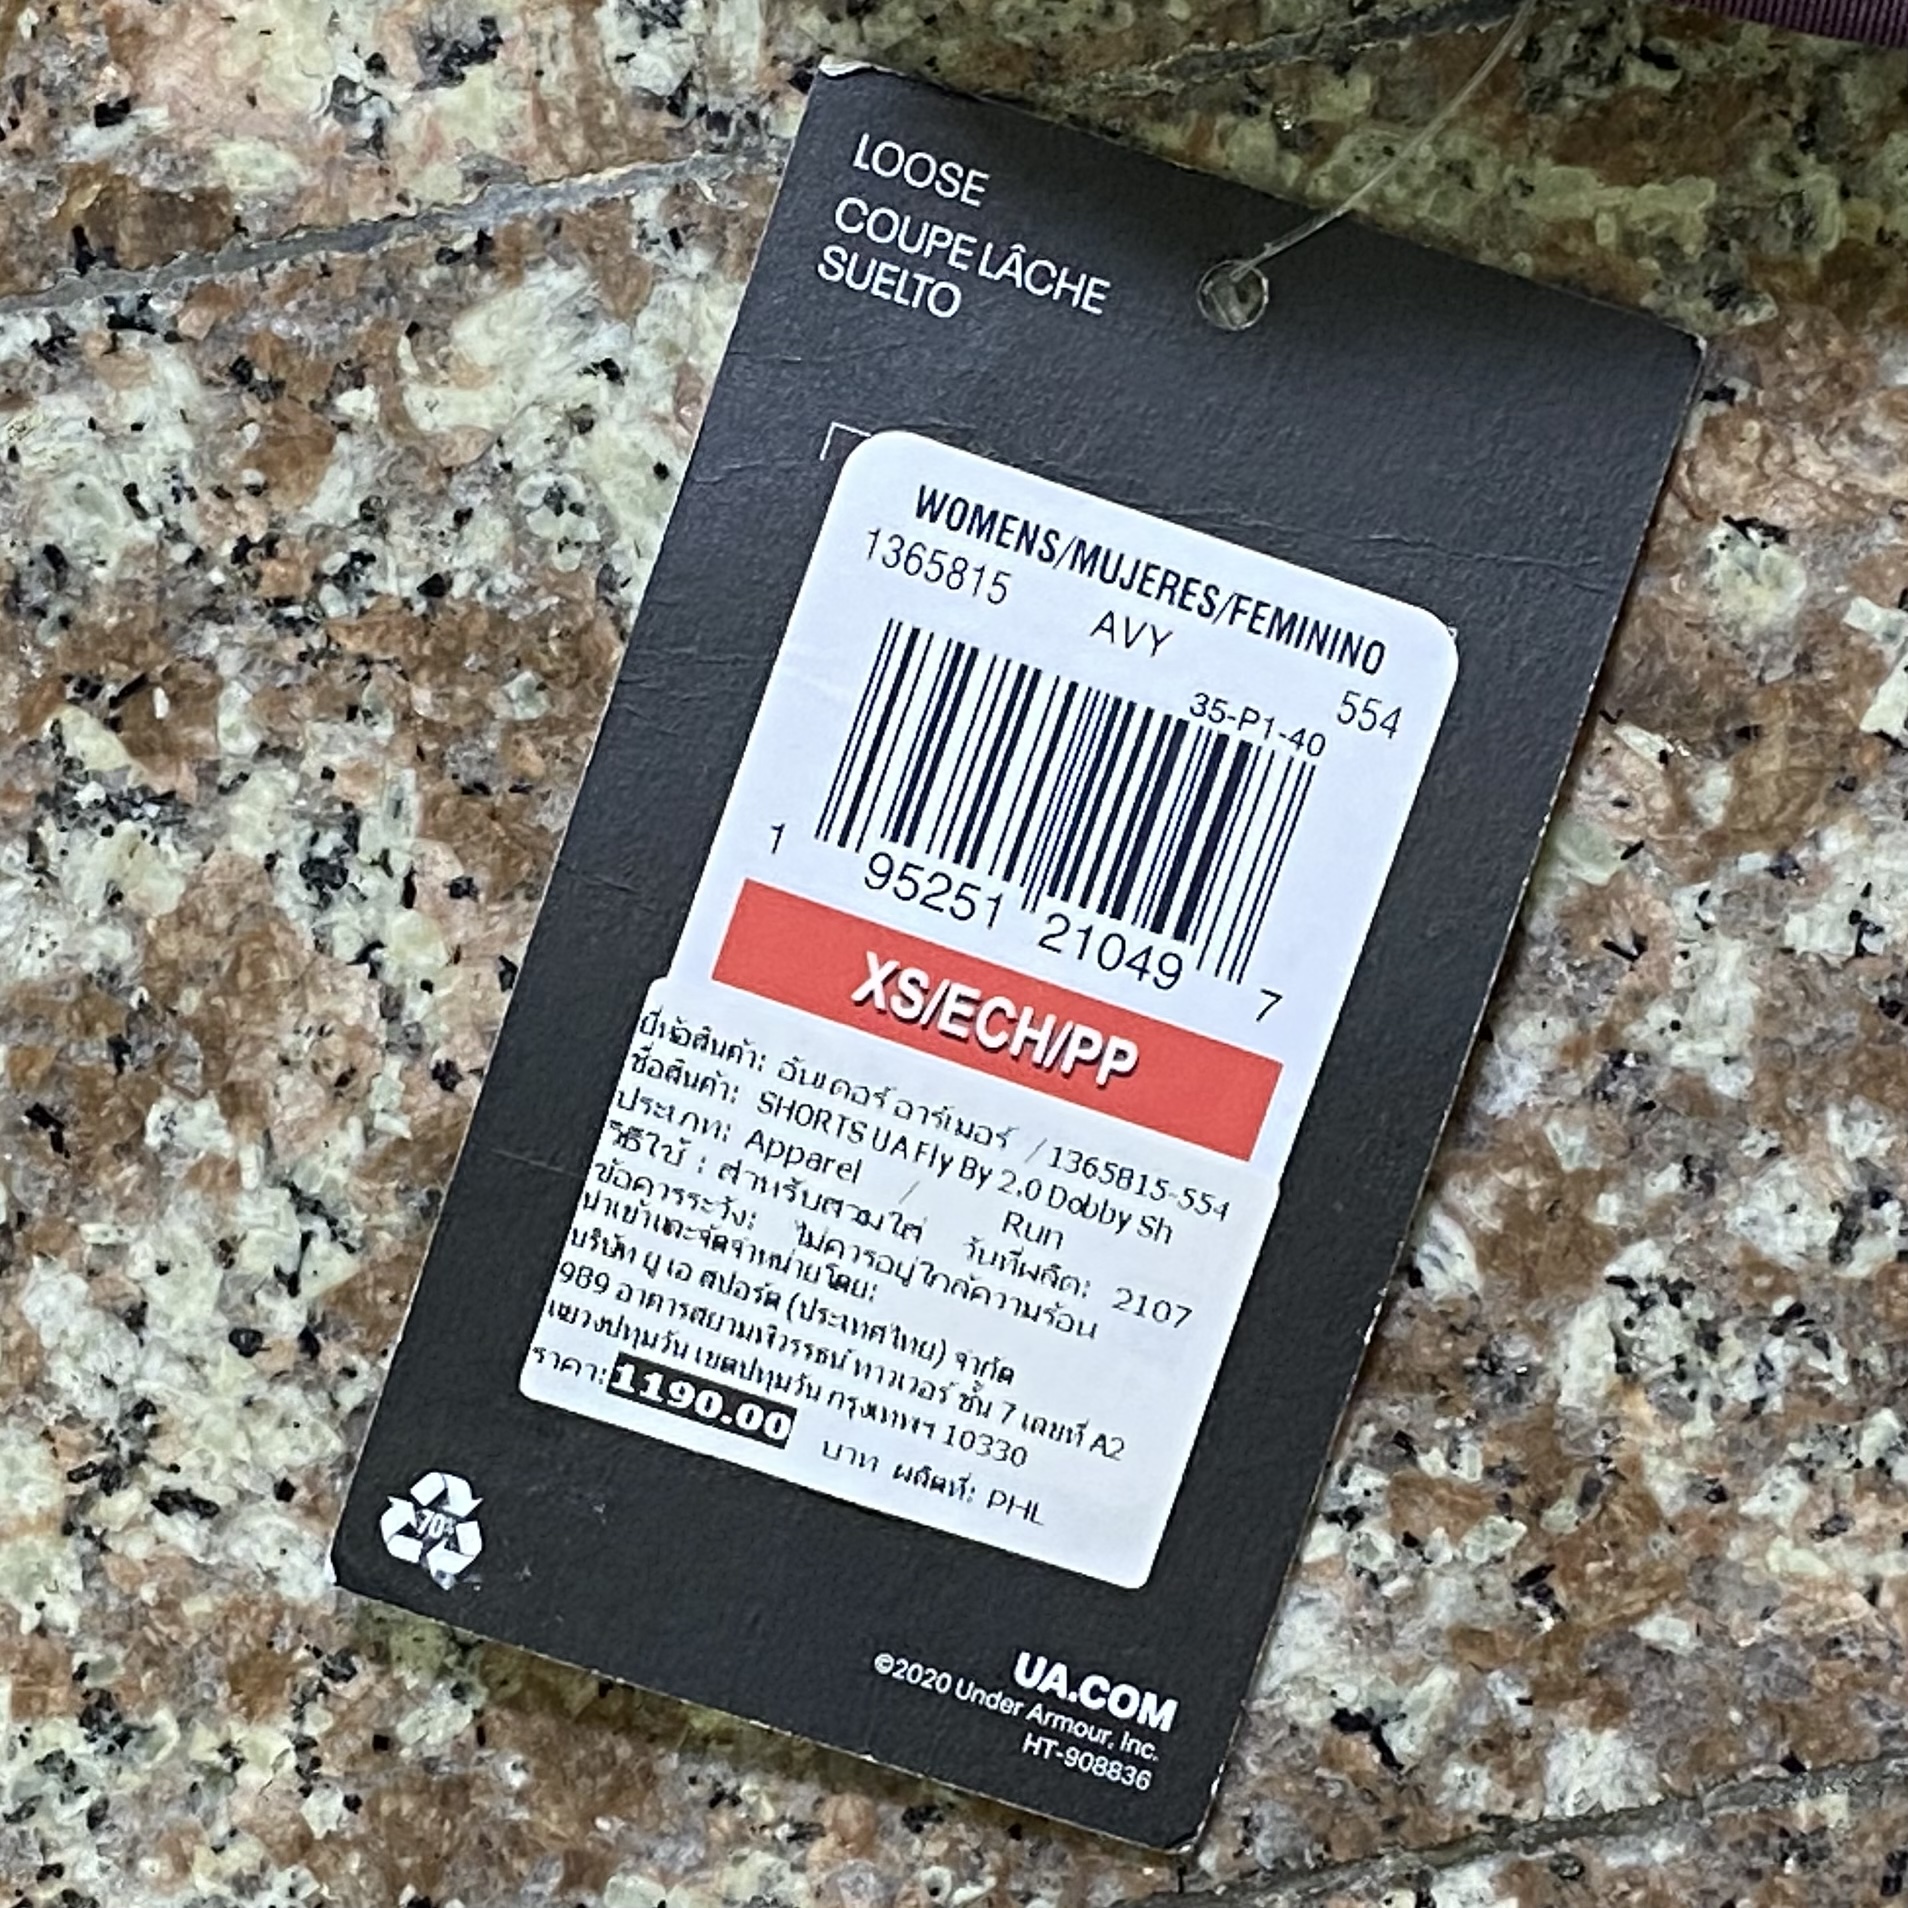 LOOSE
COUPE LÂCHE
SUELTO
WOMENS/MUJERES/FEMININO
1365815 AVY 554
35-P1-40
1 95251 21049 7
XS/ECH/PP
ยี่ห้อสินค้า: อันเดอร์ อาร์เมอร์ / 1365815-554
ชื่อสินค้า: SHORTS UA Fly By 2.0 Dobby Sh
ประเภท: Apparel / Run
วิธีใช้ : สำหรับสวมใส่ วันที่ผลิต: 2107
ข้อควรระวัง: ไม่ควรอยู่ใกล้ความร้อน
นำเข้าและจัดจำหน่ายโดย:
บริษัท ยู เอ สปอร์ต (ประเทศไทย) จำกัด
989 อาคารสยามพิวรรธน์ ทาวเวอร์ ชั้น 7 เลขที่ A2
แขวงปทุมวัน เขตปทุมวัน กรุงเทพฯ 10330
ราคา: 1190.00 บาท ผลิตที่: PHL
70%
UA.COM
©2020 Under Armour, Inc.
HT-908836